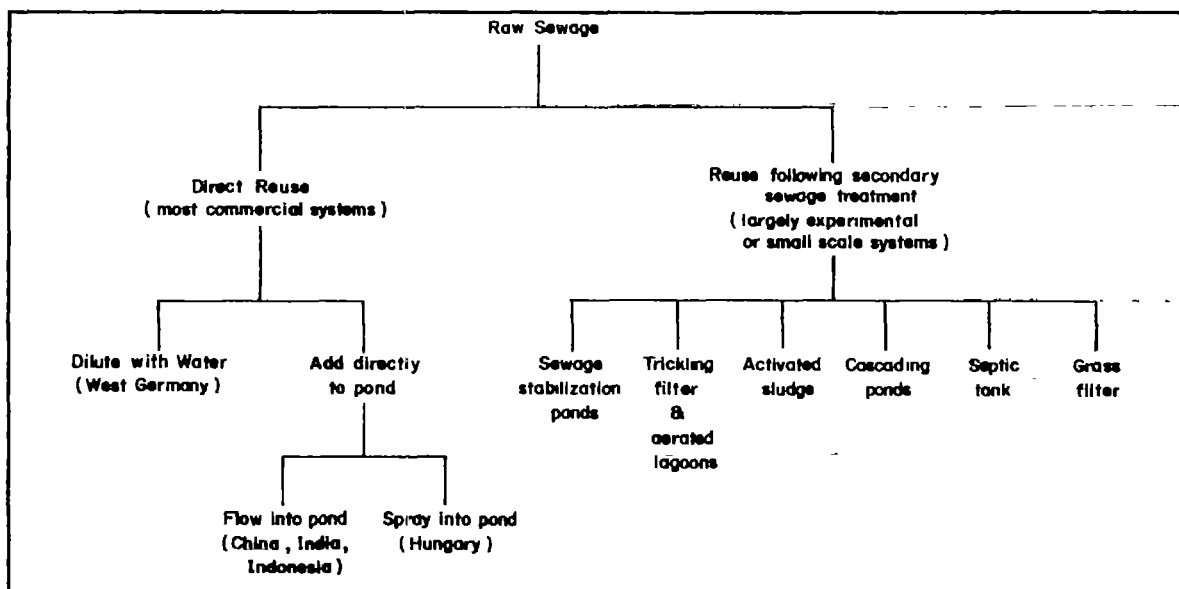 Raw Sewage
Direct Reuse
( most commercial systems )
Reuse following secondary
sewage treatment
( largely experimental
or small scale systems )
Dilute with Water
( West Germany )
Add directly
to pond
Sewage
stabilization
ponds
Trickling
filter
&
aerated
lagoons
Activated
sludge
Cascading
ponds
Septic
tank
Grass
filter
Flow into pond
( China , India,
Indonesia )
Spray into pond
( Hungary )